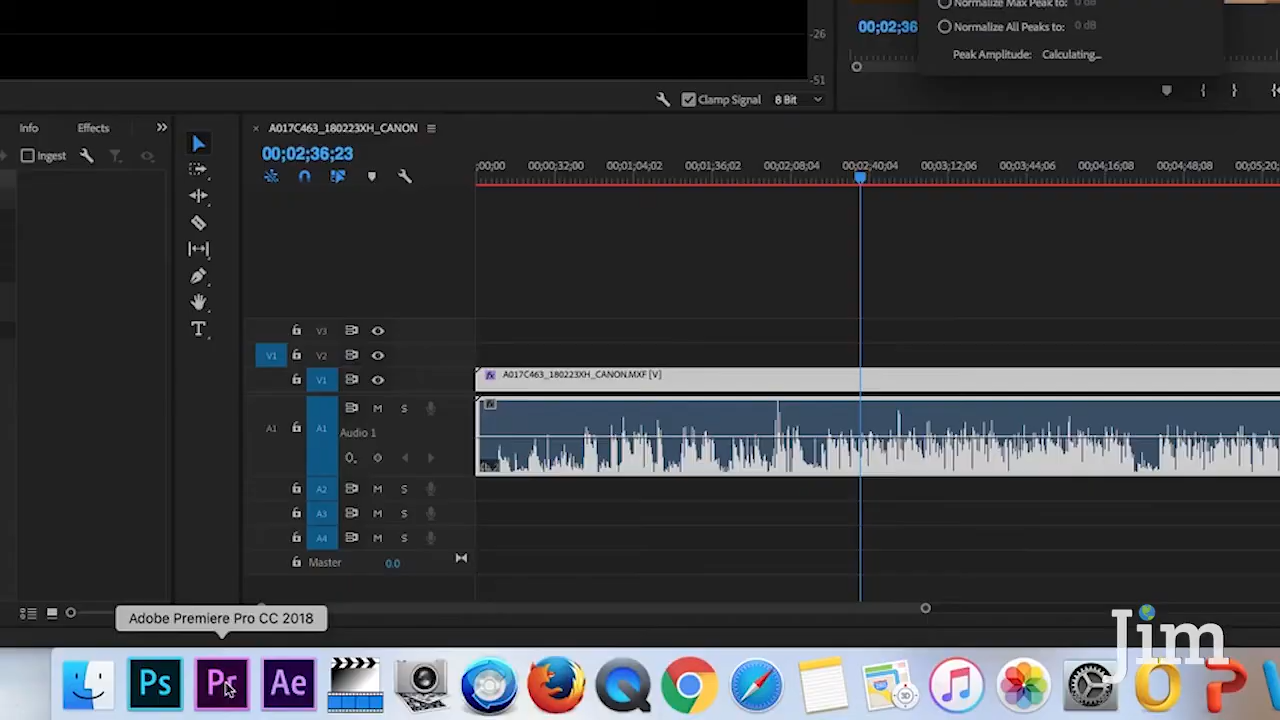 Normalize Max Peak to: 0 dB
-26
00;02;36
Normalize All Peaks to: 0 dB
Peak Amplitude: Calculating...
-51
Clamp Signal 8 Bit
Info Effects
A017C463_180223XH_CANON
Ingest
00;02;36;23
;00;00 00;00;32;00 00;01;04;02 00;01;36;02 00;02;08;04 00;02;40;04 00;03;12;06 00;03;44;06 00;04;16;08 00;04;48;08 00;05;20
T
V3
V1 V2
V1
A017C463_180223XH_CANON.MXF [V]
fx
A1 A1 M S
Audio 1
A2 M S
A3 M S
A4 M S
Master 0.0
Adobe Premiere Pro CC 2018
Jim
Ps Pr Ae